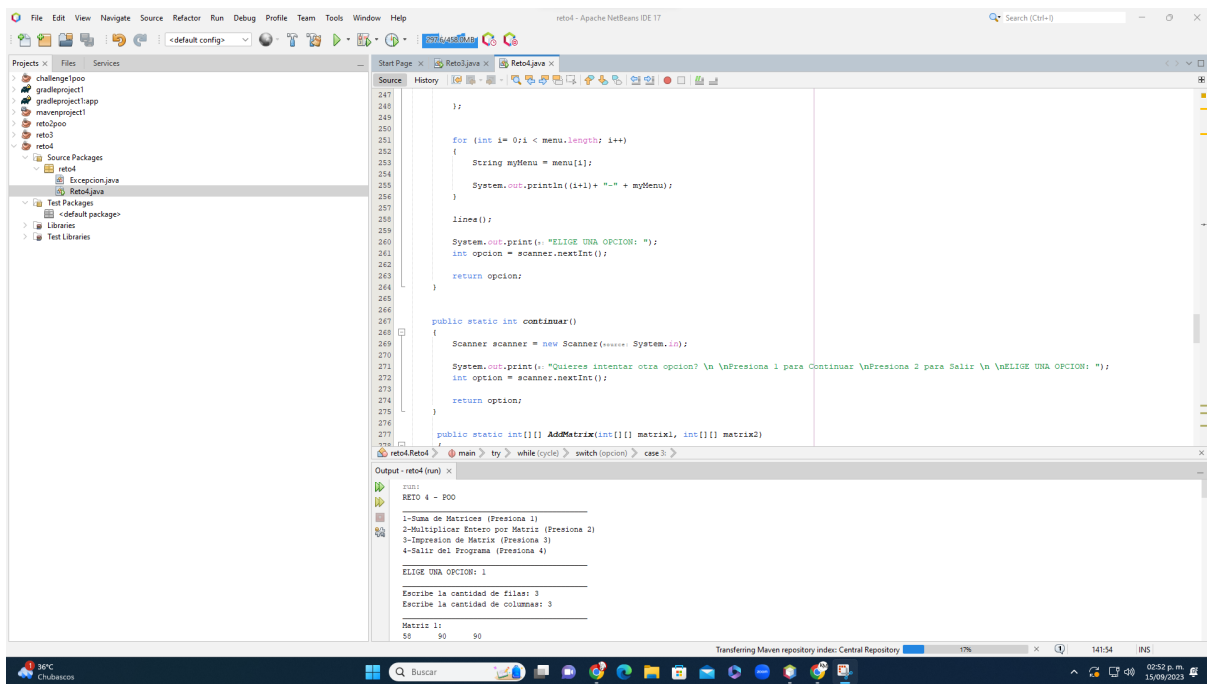 File Edit View Navigate Source Refactor Run Debug Profile Team Tools Window Help
reto4 - Apache NetBeans IDE 17
Search (Ctrl+I)
<default config>
Projects
Files
Services
challenge1poo
gradleproject1
gradleproject1:app
mavenproject1
reto2poo
reto3
reto4
Source Packages
reto4
Excepcion.java
Reto4.java
Test Packages
<default package>
Libraries
Test Libraries
Start Page
Reto3.java
Reto4.java
Source
History
247
248 };
249
250
251 for (int i= 0;i < menu.length; i++)
252 {
253 String myMenu = menu[i];
254
255 System.out.println((i+1)+ "-" + myMenu);
256 }
257
258 linea();
259
260 System.out.print(s: "ELIGE UNA OPCION: ");
261 int opcion = scanner.nextInt();
262
263 return opcion;
264 }
265
266
267 public static int continuar()
268 {
269 Scanner scanner = new Scanner(source: System.in);
270
271 System.out.print(s: "Quieres intentar otra opcion? \n \nPresiona 1 para Continuar \nPresiona 2 para Salir \n \nELIGE UNA OPCION: ");
272 int option = scanner.nextInt();
273
274 return option;
275 }
276
277 public static int[][] AddMatrix(int[][] matrix1, int[][] matrix2)
278 {
reto4.Reto4 main try while (cycle) switch (opcion) case 3:
Output - reto4 (run)
run:
RETO 4 - POO
1-Suma de Matrices (Presiona 1)
2-Multiplicar Entero por Matriz (Presiona 2)
3-Impresion de Matrix (Presiona 3)
4-Salir del Programa (Presiona 4)
ELIGE UNA OPCION: 1
Escribe la cantidad de filas: 3
Escribe la cantidad de columnas: 3
Matriz 1:
58 90 90
Transferring Maven repository index: Central Repository
17%
1
141:54
INS
1
36°C
Chubascos
Buscar
02:52 p. m.
15/09/2023